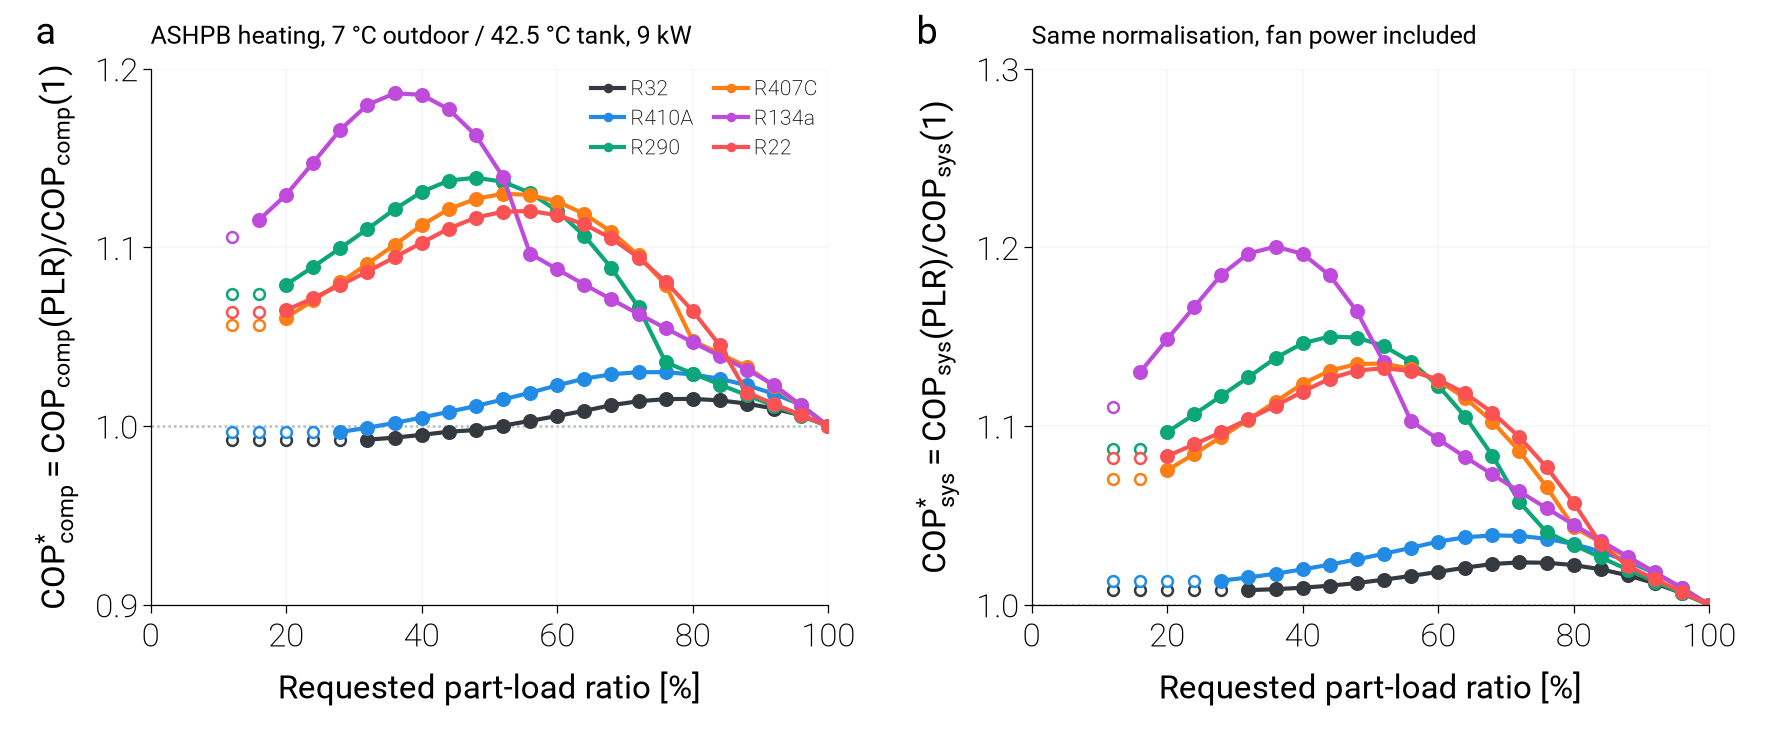 a
ASHPB heating, 7 °C outdoor / 42.5 °C tank, 9 kW
COP*comp = COPcomp(PLR)/COPcomp(1)
1.2
1.1
1.0
0.9
R32
R410A
R290
R407C
R134a
R22
0 20 40 60 80 100
Requested part-load ratio [%]
b
Same normalisation, fan power included
COP*sys = COPsys(PLR)/COPsys(1)
1.3
1.2
1.1
1.0
0 20 40 60 80 100
Requested part-load ratio [%]